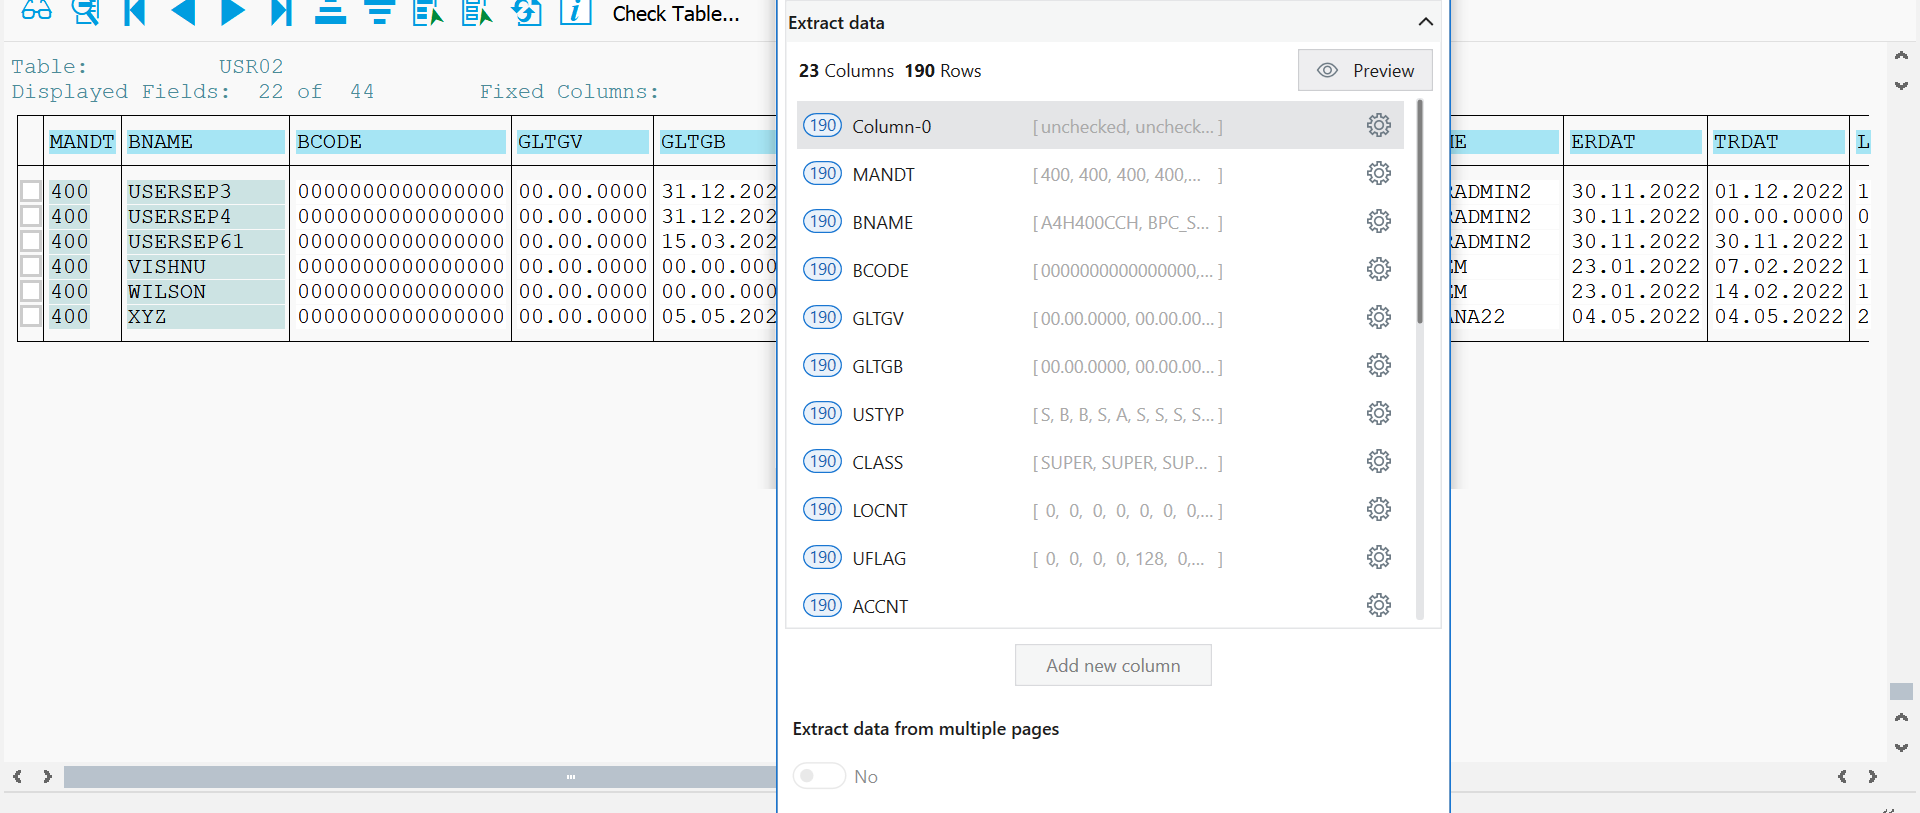 Check Table...
Table: USR02
Displayed Fields: 22 of 44 Fixed Columns:
MANDT BNAME BCODE GLTGV GLTGB ERDAT TRDAT
400 USERSEP3 0000000000000000 00.00.0000 31.12.202 RADMIN2 30.11.2022 01.12.2022 1
400 USERSEP4 0000000000000000 00.00.0000 31.12.202 RADMIN2 30.11.2022 00.00.0000 0
400 USERSEP61 0000000000000000 00.00.0000 15.03.202 RADMIN2 30.11.2022 30.11.2022 1
400 VISHNU 0000000000000000 00.00.0000 00.00.000 EM 23.01.2022 07.02.2022 1
400 WILSON 0000000000000000 00.00.0000 00.00.000 EM 23.01.2022 14.02.2022 1
400 XYZ 0000000000000000 00.00.0000 05.05.202 ANA22 04.05.2022 04.05.2022 2
Extract data
23 Columns 190 Rows
Preview
190 Column-0 [ unchecked, uncheck... ]
190 MANDT [ 400, 400, 400, 400,... ]
190 BNAME [ A4H400CCH, BPC_S... ]
190 BCODE [ 0000000000000000,... ]
190 GLTGV [ 00.00.0000, 00.00.00... ]
190 GLTGB [ 00.00.0000, 00.00.00... ]
190 USTYP [ S, B, B, S, A, S, S, S, S... ]
190 CLASS [ SUPER, SUPER, SUP... ]
190 LOCNT [ 0, 0, 0, 0, 0, 0, 0,... ]
190 UFLAG [ 0, 0, 0, 0, 128, 0,... ]
190 ACCNT
Add new column
Extract data from multiple pages
No